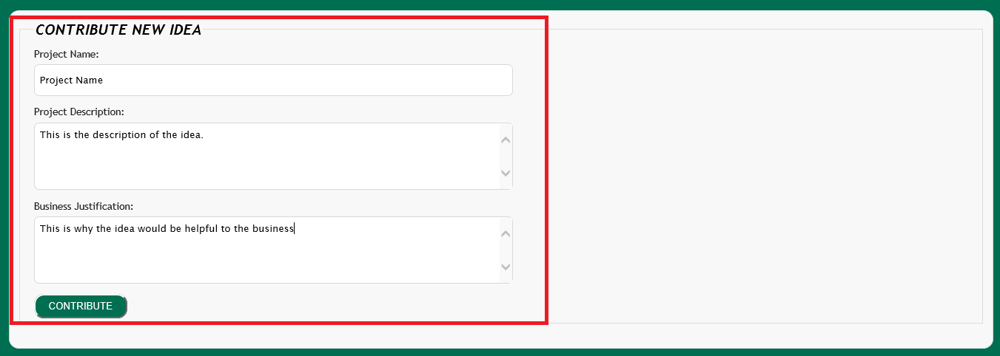 CONTRIBUTE NEW IDEA
Project Name:
Project Name
Project Description:
This is the description of the idea.
Business Justification:
This is why the idea would be helpful to the business
CONTRIBUTE